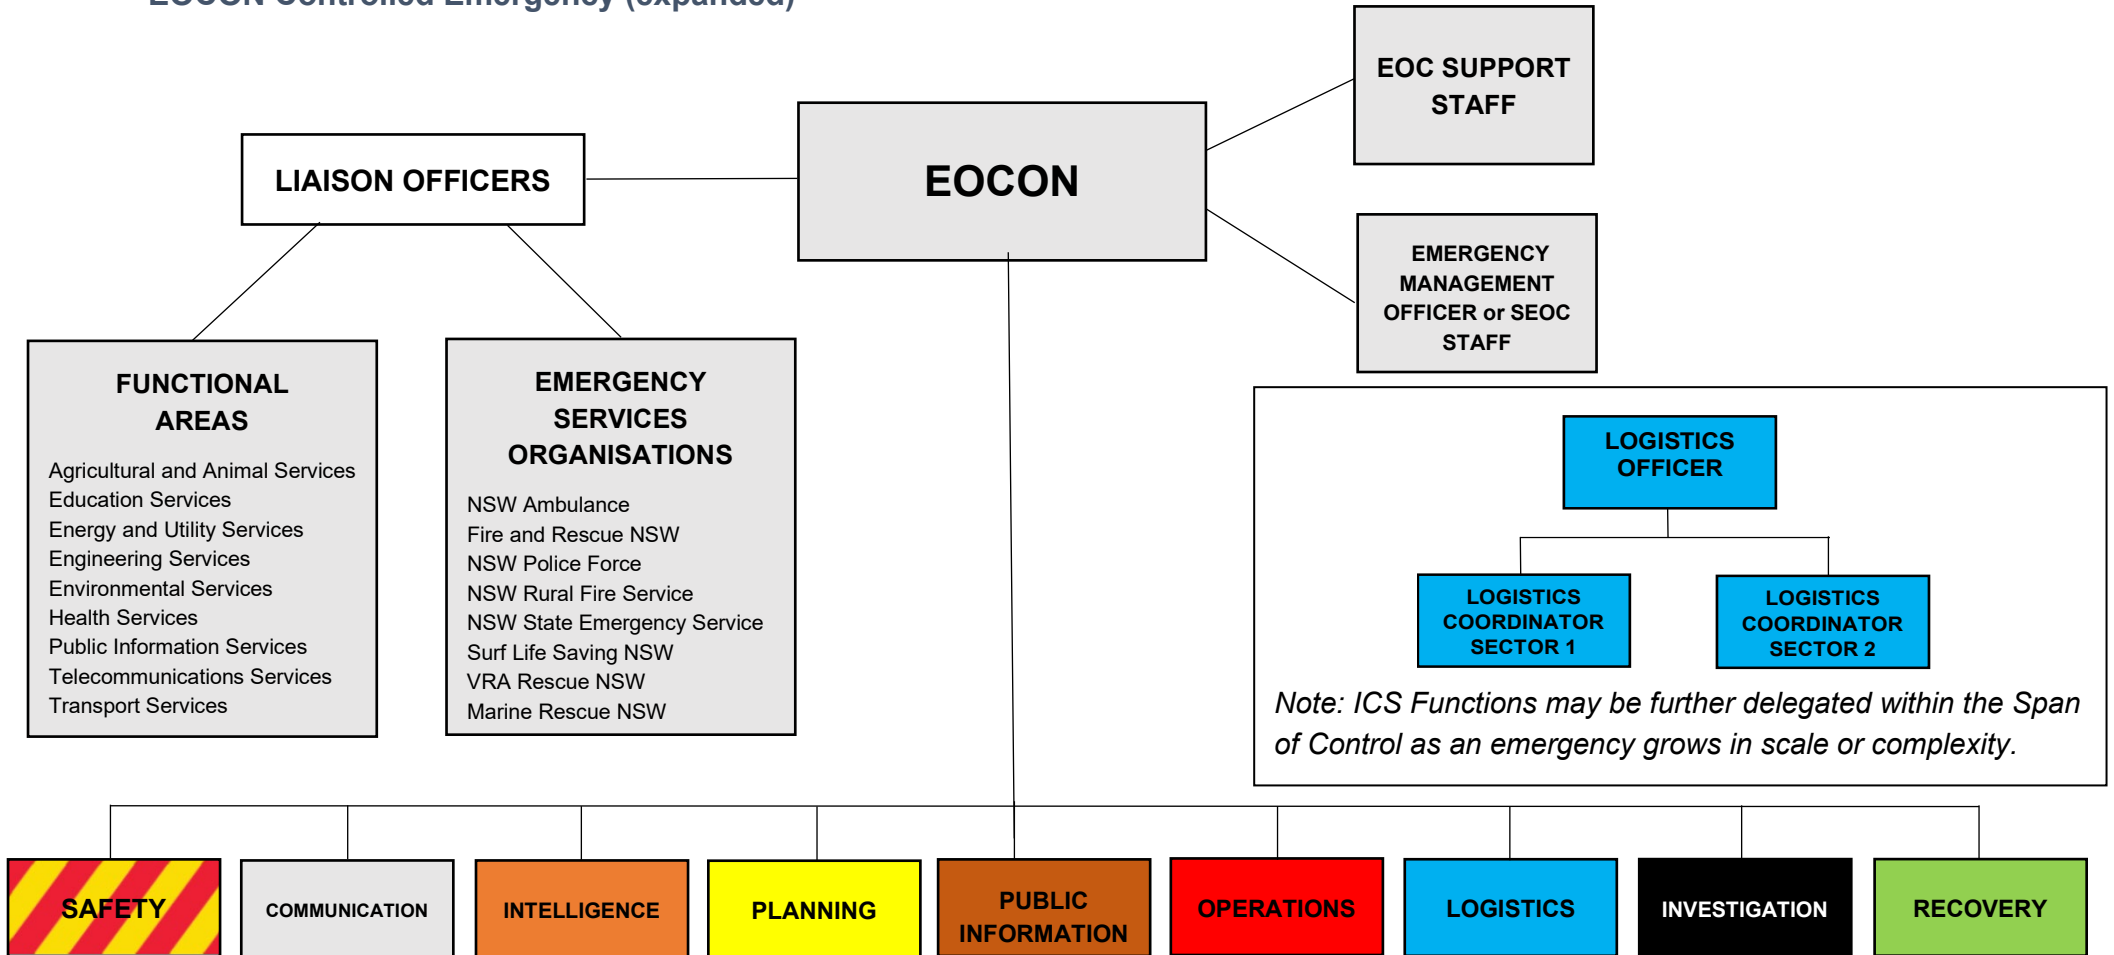 EOCON Controlled Emergency (expanded)
EOC SUPPORT
STAFF
LIAISON OFFICERS
EOCON
EMERGENCY
MANAGEMENT
OFFICER or SEOC
STAFF
FUNCTIONAL
AREAS
Agricultural and Animal Services
Education Services
Energy and Utility Services
Engineering Services
Environmental Services
Health Services
Public Information Services
Telecommunications Services
Transport Services
EMERGENCY
SERVICES
ORGANISATIONS
NSW Ambulance
Fire and Rescue NSW
NSW Police Force
NSW Rural Fire Service
NSW State Emergency Service
Surf Life Saving NSW
VRA Rescue NSW
Marine Rescue NSW
LOGISTICS
OFFICER
LOGISTICS
COORDINATOR
SECTOR 1
LOGISTICS
COORDINATOR
SECTOR 2
Note: ICS Functions may be further delegated within the Span
of Control as an emergency grows in scale or complexity.
SAFETY
COMMUNICATION
INTELLIGENCE
PLANNING
PUBLIC
INFORMATION
OPERATIONS
LOGISTICS
INVESTIGATION
RECOVERY